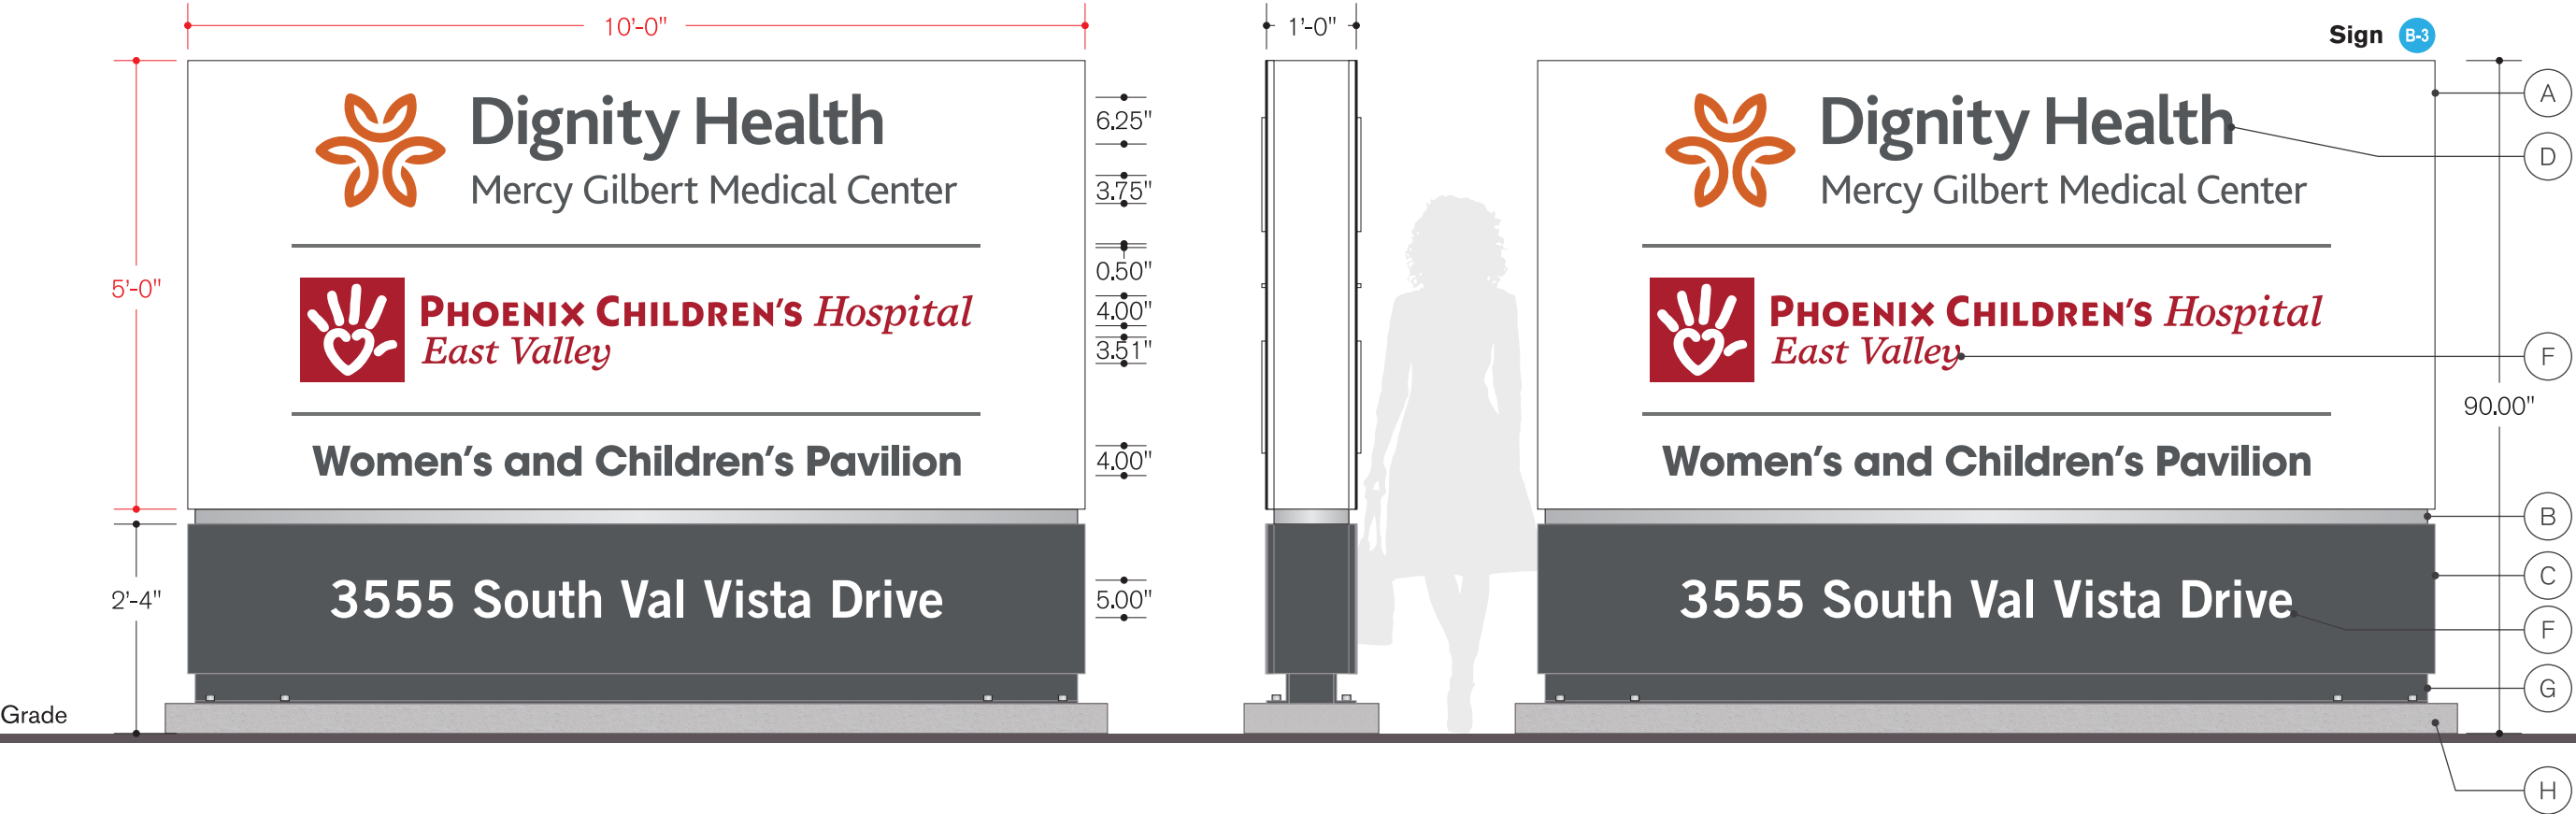 10'-0"
1'-0"
Sign B-3
Dignity Health
Mercy Gilbert Medical Center
PHOENIX CHILDREN'S Hospital
East Valley
Women's and Children's Pavilion
3555 South Val Vista Drive
5'-0"
2'-4"
Grade
6.25"
3.75"
0.50"
4.00"
3.51"
4.00"
5.00"
Dignity Health
Mercy Gilbert Medical Center
PHOENIX CHILDREN'S Hospital
East Valley
Women's and Children's Pavilion
3555 South Val Vista Drive
90.00"
A
D
F
B
C
F
G
H